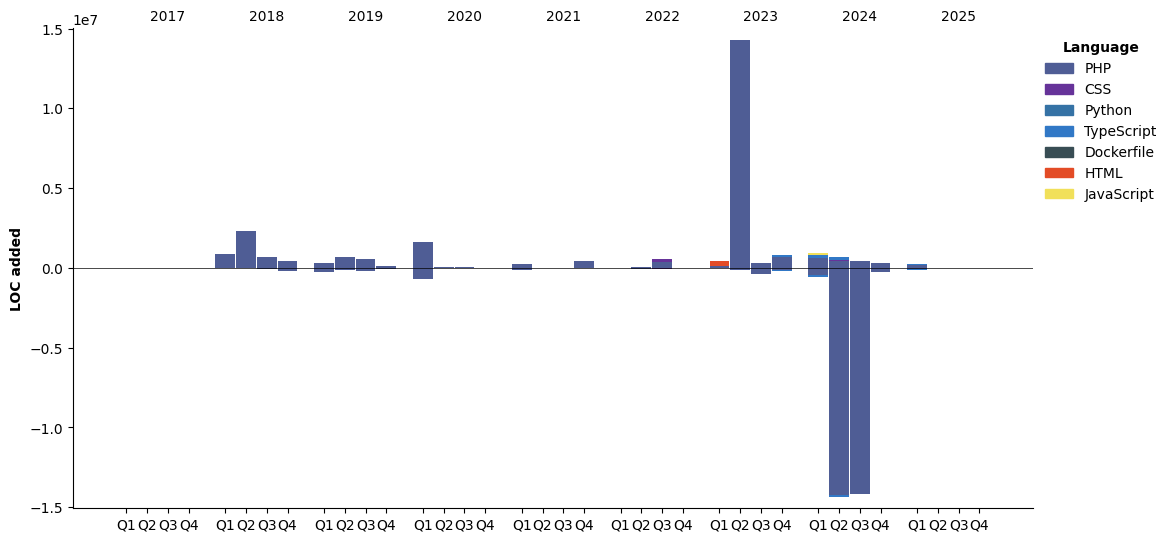 1e7
2017 2018 2019 2020 2021 2022 2023 2024 2025
1.5
1.0
0.5
0.0
−0.5
−1.0
−1.5
LOC added
Q1 Q2 Q3 Q4 Q1 Q2 Q3 Q4 Q1 Q2 Q3 Q4 Q1 Q2 Q3 Q4 Q1 Q2 Q3 Q4 Q1 Q2 Q3 Q4 Q1 Q2 Q3 Q4 Q1 Q2 Q3 Q4 Q1 Q2 Q3 Q4
Language
PHP
CSS
Python
TypeScript
Dockerfile
HTML
JavaScript